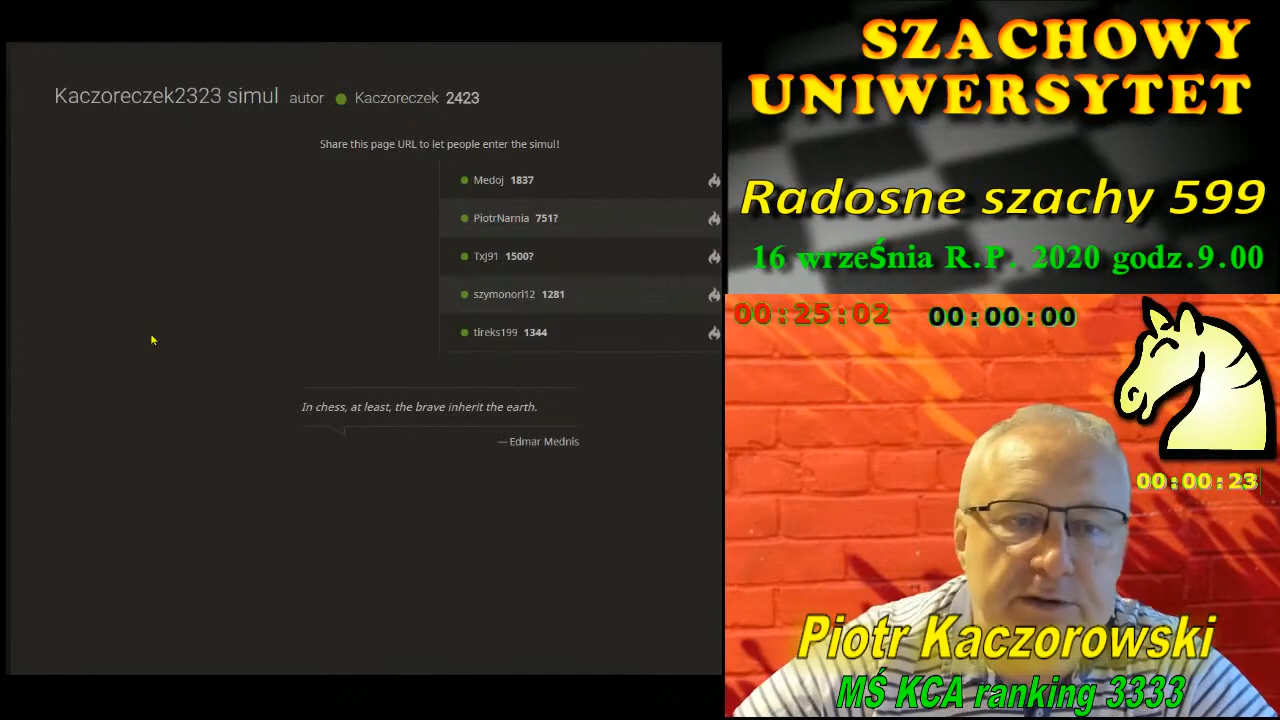 Kaczoreczek2323 simul autor Kaczoreczek 2423
Share this page URL to let people enter the simul!
Medoj 1837
PiotrNarnia 751?
Txj91 1500?
szymonori12 1281
tireks199 1344
In chess, at least, the brave inherit the earth.
— Edmar Mednis
SZACHOWY
UNIWERSYTET
Radosne szachy 599
16 wrześnía R.P. 2020 godz.9.00
00:25:02 00:00:00
00:00:23
Piotr Kaczorowski
MŚ KCA ranking 3333